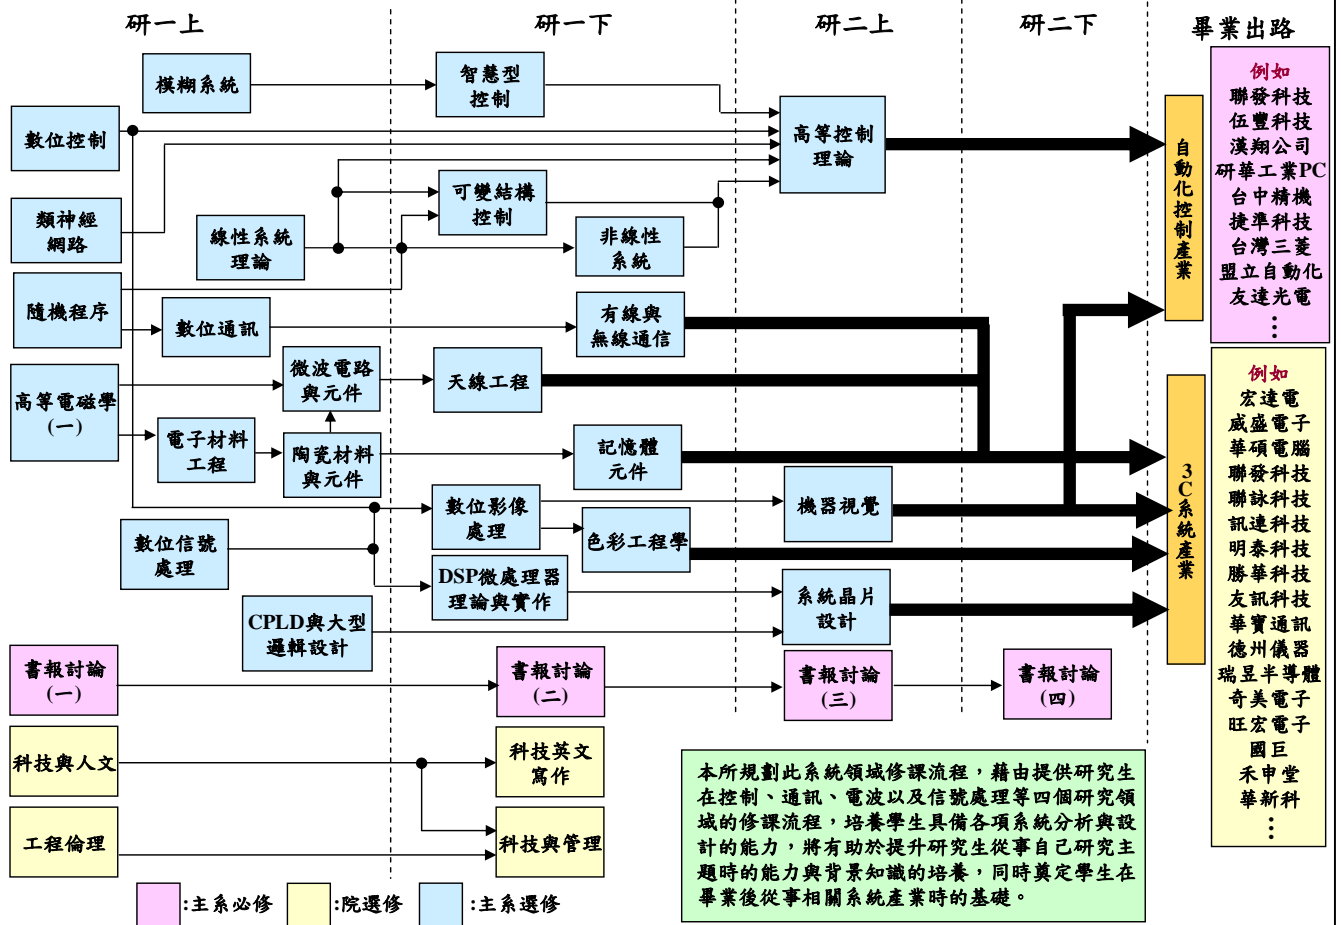 研一上
研一下
研二上
研二下
畢業出路
模糊系統
數位控制
類神經
網路
線性系統
理論
隨機程序
數位通訊
高等電磁學
(一)
微波電路
與元件
電子材料
工程
陶瓷材料
與元件
數位信號
處理
CPLD與大型
邏輯設計
書報討論
(一)
科技與人文
工程倫理
智慧型
控制
可變結構
控制
非線性
系統
有線與
無線通信
天線工程
記憶體
元件
數位影像
處理
色彩工程學
DSP微處理器
理論與實作
書報討論
(二)
科技英文
寫作
科技與管理
高等控制
理論
機器視覺
系統晶片
設計
書報討論
(三)
書報討論
(四)
自動化控制產業
3C系統產業
例如
聯發科技
伍豐科技
漢翔公司
研華工業PC
台中精機
捷準科技
台灣三菱
盟立自動化
友達光電
⋮
例如
宏達電
威盛電子
華碩電腦
聯發科技
聯詠科技
訊連科技
明泰科技
勝華科技
友訊科技
華寶通訊
德州儀器
瑞昱半導體
奇美電子
旺宏電子
國巨
禾申堂
華新科
⋮
本所規劃此系統領域修課流程，藉由提供研究生
在控制、通訊、電波以及信號處理等四個研究領
域的修課流程，培養學生具備各項系統分析與設
計的能力，將有助於提升研究生從事自己研究主
題時的能力與背景知識的培養，同時奠定學生在
畢業後從事相關系統產業時的基礎。
:主系必修
:院選修
:主系選修